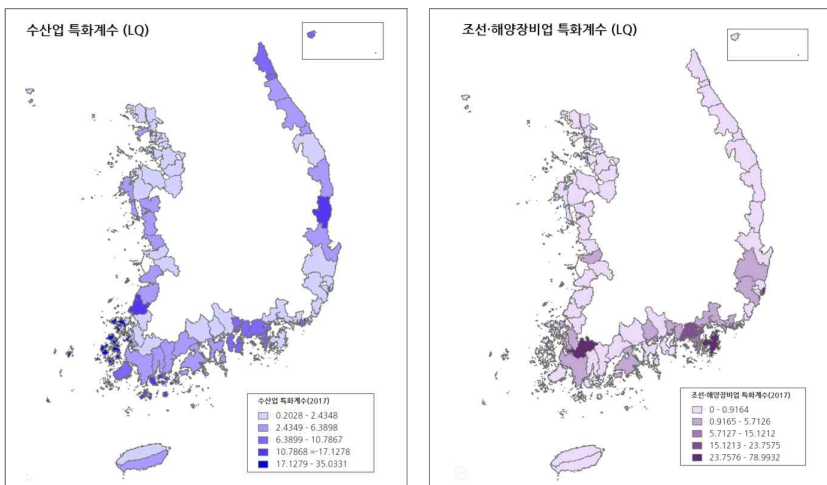 수산업 특화계수 (LQ)
수산업 특화계수(2017)
0.2028 - 2.4348
2.4349 - 6.3898
6.3899 - 10.7867
10.7868 =-17.1278
17.1279 - 35.0331
조선·해양장비업 특화계수 (LQ)
조선·해양장비업 특화계수(2017)
0 - 0.9164
0.9165 - 5.7126
5.7127 - 15.1212
15.1213 - 23.7575
23.7576 - 78.9932